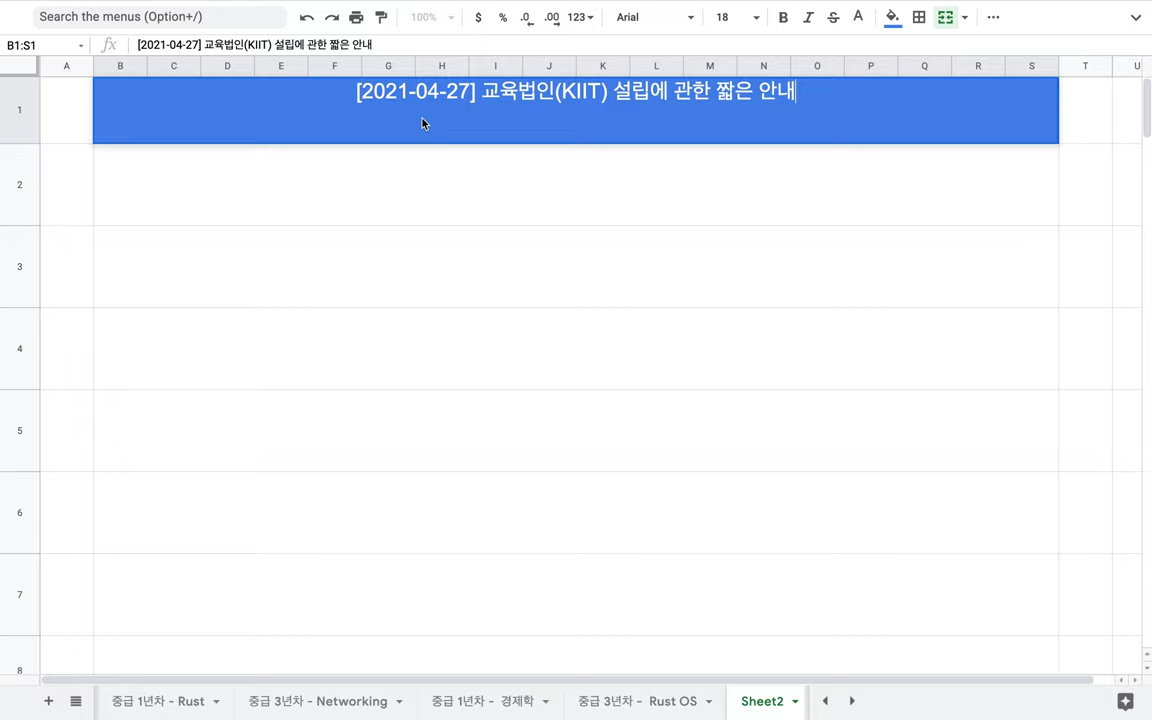 Search the menus (Option+/)
100%
$ % .0 .00 123
Arial
18
B I S A
B1:S1
fx
[2021-04-27] 교육법인(KIIT) 설립에 관한 짧은 안내
A B C D E F G H I J K L M N O P Q R S T U
1
[2021-04-27] 교육법인(KIIT) 설립에 관한 짧은 안내
2
3
4
5
6
7
8
중급 1년차 - Rust
중급 3년차 - Networking
중급 1년차 - 경제학
중급 3년차 - Rust OS
Sheet2